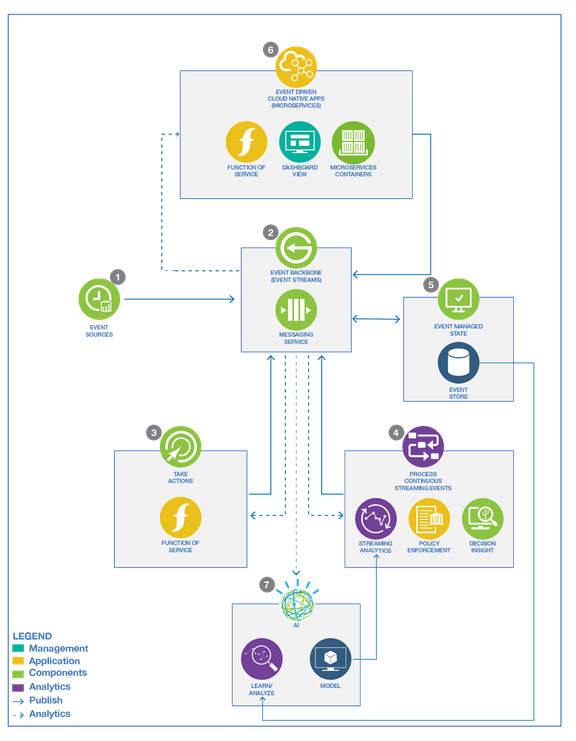 6
EVENT DRIVEN
CLOUD NATIVE APPS
(MICROSERVICES)
FUNCTION OF
SERVICE
DASHBOARD
VIEW
MICROSERVICES
CONTAINERS
2
EVENT BACKBONE
(EVENT STREAMS)
MESSAGING
SERVICE
1
EVENT
SOURCES
5
EVENT MANAGED
STATE
EVENT
STORE
3
TAKE
ACTIONS
FUNCTION OF
SERVICE
4
PROCESS
CONTINUOUS
STREAMING EVENTS
STREAMING
ANALYTICS
POLICY
ENFORCEMENT
DECISION
INSIGHT
7
AI
LEARN/
ANALYZE
MODEL
LEGEND
Management
Application
Components
Analytics
Publish
Analytics